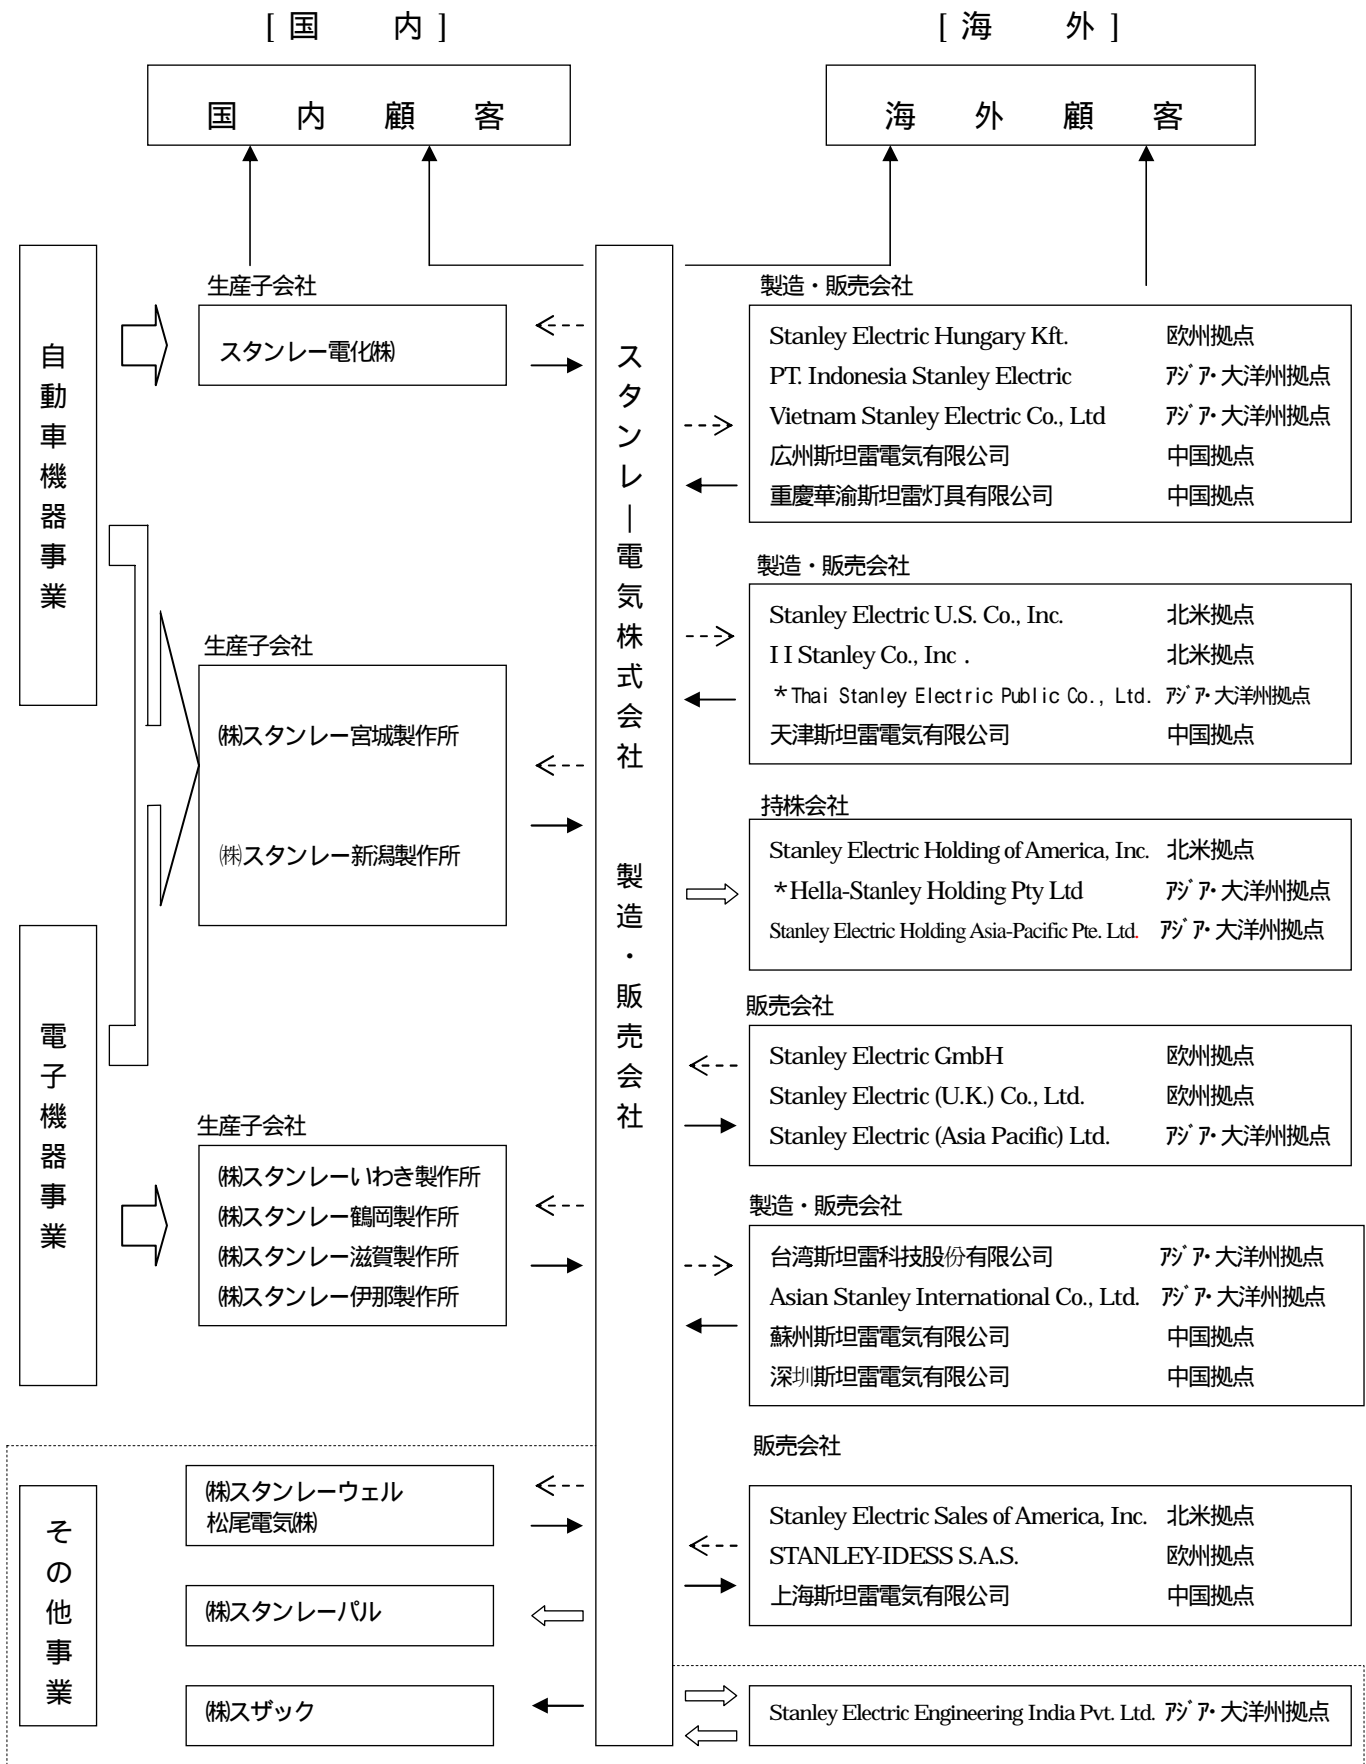 [ 国　内 ]
[ 海　外 ]
国内顧客
海外顧客
自動車機器事業
電子機器事業
その他事業
生産子会社
スタンレー電化㈱
生産子会社
㈱スタンレー宮城製作所
㈱スタンレー新潟製作所
生産子会社
㈱スタンレーいわき製作所
㈱スタンレー鶴岡製作所
㈱スタンレー滋賀製作所
㈱スタンレー伊那製作所
㈱スタンレーウェル
松尾電気㈱
㈱スタンレーパル
㈱スザック
スタンレー電気株式会社　製造・販売会社
製造・販売会社
Stanley Electric Hungary Kft. 欧州拠点
PT. Indonesia Stanley Electric ｱｼﾞｱ・大洋州拠点
Vietnam Stanley Electric Co., Ltd ｱｼﾞｱ・大洋州拠点
広州斯坦雷電気有限公司 中国拠点
重慶華渝斯坦雷灯具有限公司 中国拠点
製造・販売会社
Stanley Electric U.S. Co., Inc. 北米拠点
I I Stanley Co., Inc . 北米拠点
*Thai Stanley Electric Public Co., Ltd. ｱｼﾞｱ・大洋州拠点
天津斯坦雷電気有限公司 中国拠点
持株会社
Stanley Electric Holding of America, Inc. 北米拠点
*Hella-Stanley Holding Pty Ltd ｱｼﾞｱ・大洋州拠点
Stanley Electric Holding Asia-Pacific Pte. Ltd. ｱｼﾞｱ・大洋州拠点
販売会社
Stanley Electric GmbH 欧州拠点
Stanley Electric (U.K.) Co., Ltd. 欧州拠点
Stanley Electric (Asia Pacific) Ltd. ｱｼﾞｱ・大洋州拠点
製造・販売会社
台湾斯坦雷科技股份有限公司 ｱｼﾞｱ・大洋州拠点
Asian Stanley International Co., Ltd. ｱｼﾞｱ・大洋州拠点
蘇州斯坦雷電気有限公司 中国拠点
深圳斯坦雷電気有限公司 中国拠点
販売会社
Stanley Electric Sales of America, Inc. 北米拠点
STANLEY-IDESS S.A.S. 欧州拠点
上海斯坦雷電気有限公司 中国拠点
Stanley Electric Engineering India Pvt. Ltd. ｱｼﾞｱ・大洋州拠点